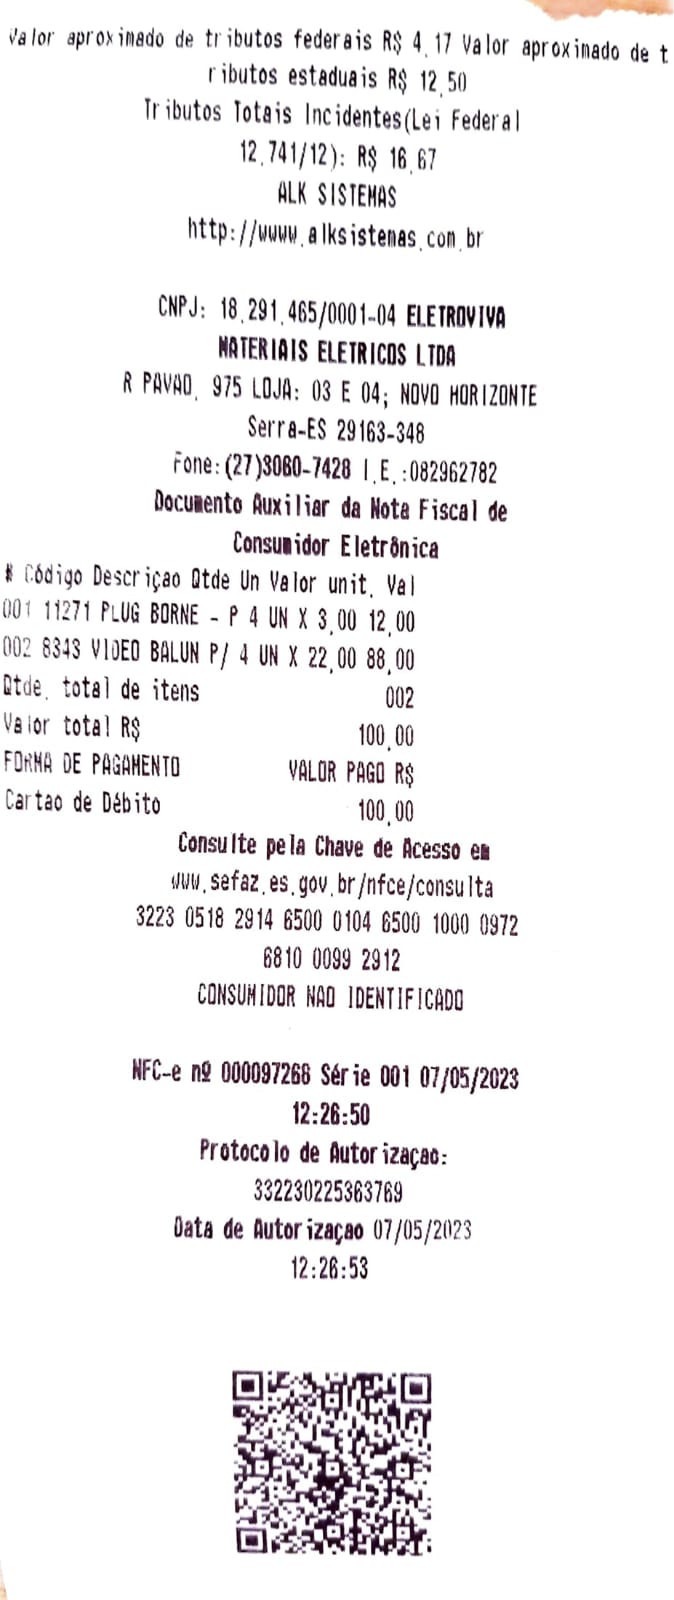 Valor aproximado de tributos federais R$ 4,17 Valor aproximado de t
ributos estaduais R$ 12,50
Tributos Totais Incidentes(Lei Federal
12.741/12): R$ 16,67
ALK SISTEMAS
http://www.alksistemas.com.br
CNPJ: 18.291.465/0001-04 ELETROVIVA
MATERIAIS ELETRICOS LTDA
R PAVAO, 975 LOJA: 03 E 04; NOVO HORIZONTE
Serra-ES 29163-348
Fone:(27)3060-7428 I.E.:082962782
Documento Auxiliar da Nota Fiscal de
Consumidor Eletrônica
# Código Descriçao Qtde Un Valor unit. Val
001 11271 PLUG BORNE - P 4 UN X 3,00 12,00
002 8343 VIDEO BALUN P/ 4 UN X 22,00 88,00
Qtde. total de itens 002
Valor total R$ 100,00
FORMA DE PAGAMENTO VALOR PAGO R$
Cartao de Débito 100,00
Consulte pela Chave de Acesso em
www.sefaz.es.gov.br/nfce/consulta
3223 0518 2914 6500 0104 6500 1000 0972
6810 0099 2912
CONSUMIDOR NAO IDENTIFICADO
NFC-e nº 000097268 Série 001 07/05/2023
12:26:50
Protocolo de Autorizaçao:
332230225363769
Data de Autorizaçao 07/05/2023
12:26:53